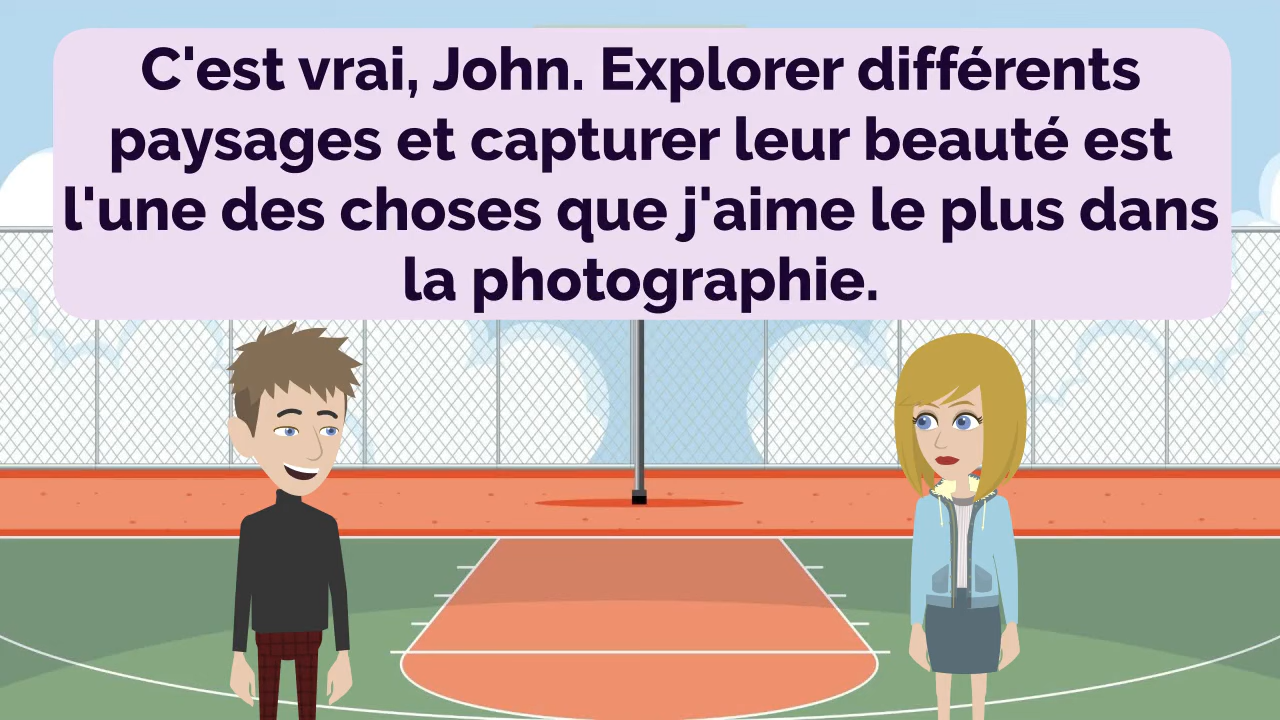 C'est vrai, John. Explorer différents
paysages et capturer leur beauté est
l'une des choses que j'aime le plus dans
la photographie.